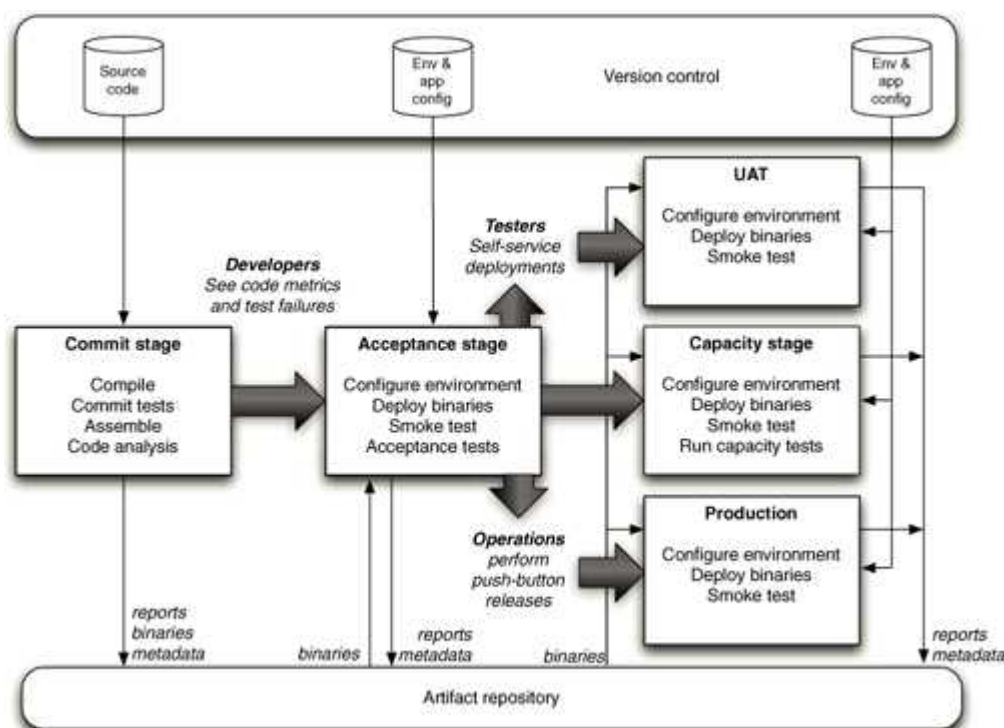 Source
code
Env &
app
config
Version control
Env &
app
config
Developers
See code metrics
and test failures
Testers
Self-service
deployments
UAT
Configure environment
Deploy binaries
Smoke test
Commit stage
Compile
Commit tests
Assemble
Code analysis
Acceptance stage
Configure environment
Deploy binaries
Smoke test
Acceptance tests
Capacity stage
Configure environment
Deploy binaries
Smoke test
Run capacity tests
Operations
perform
push-button
releases
Production
Configure environment
Deploy binaries
Smoke test
reports
binaries
metadata
binaries
reports
metadata
binaries
reports
metadata
Artifact repository